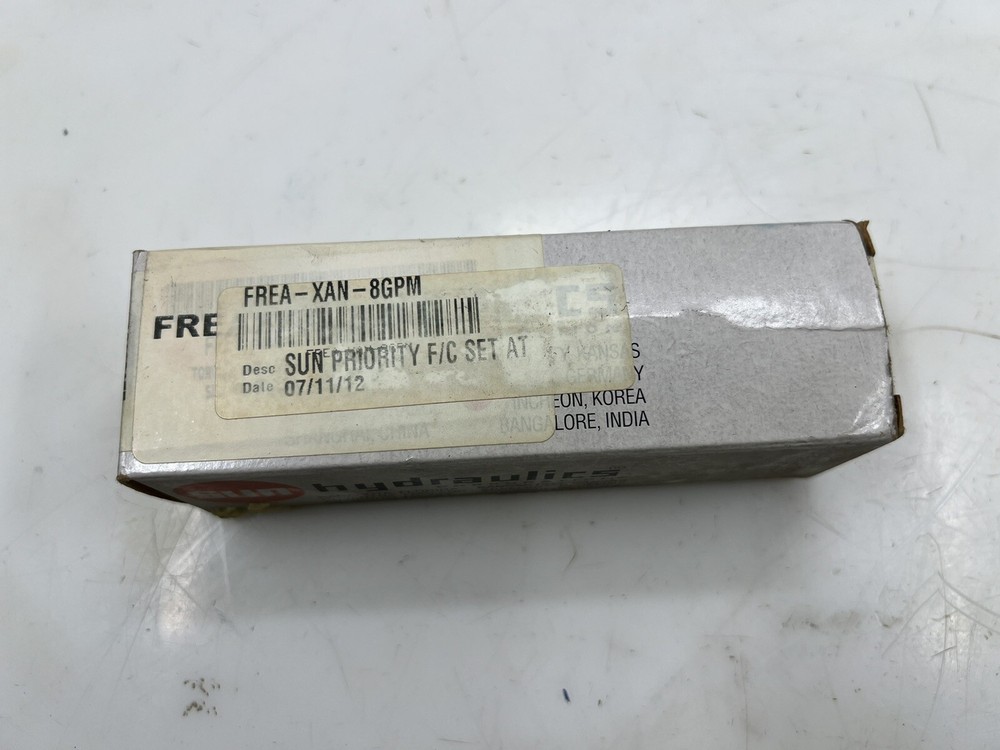 FREA-XAN-8GPM
FRE
Desc SUN PRIORITY F/C SET AT
Date 07/11/12
KANSAS
GERMANY
INCHEON, KOREA
SHANGHAI, CHINA
BANGALORE, INDIA
sun hydraulics